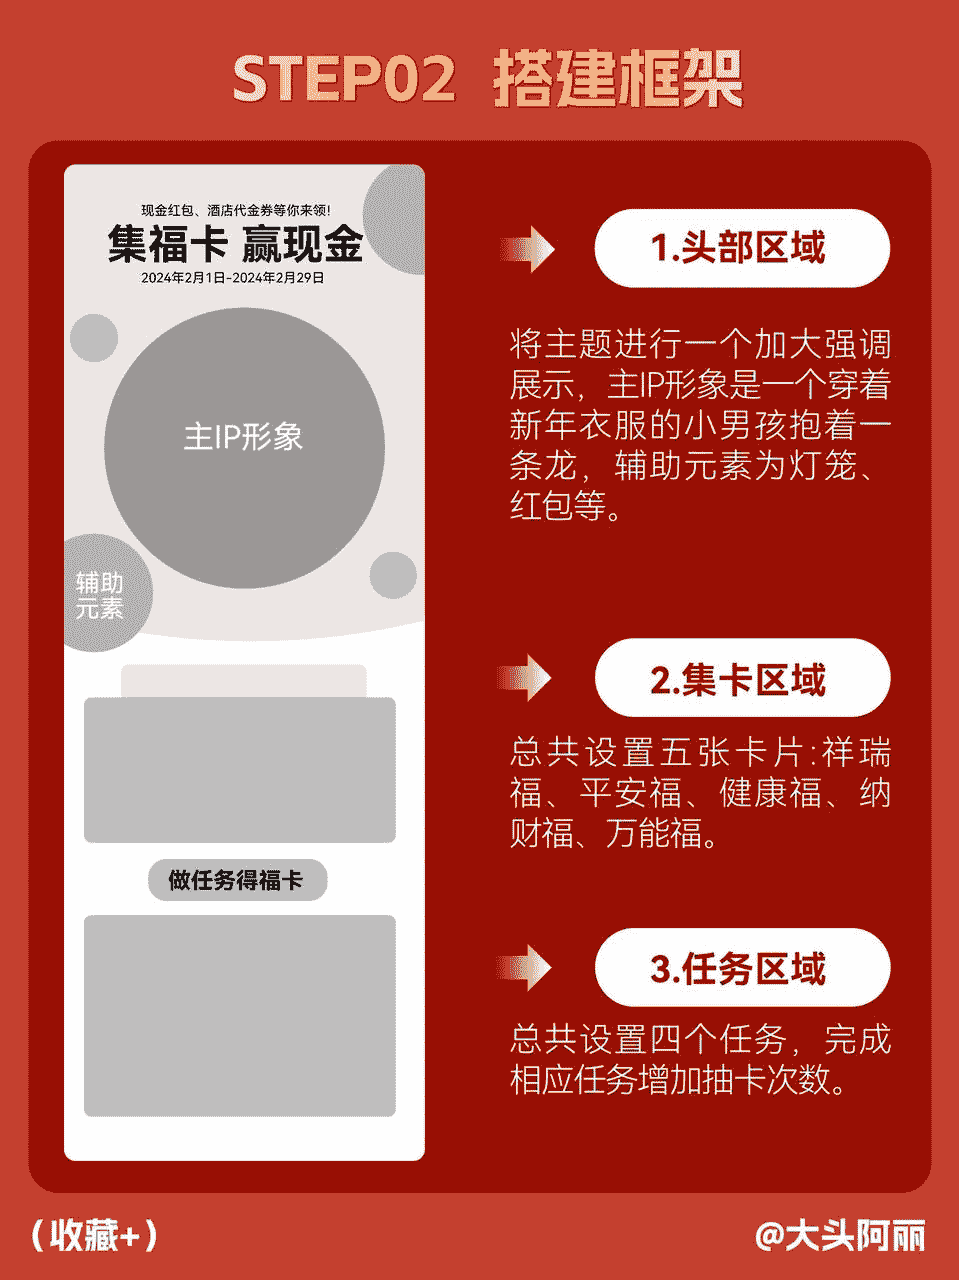 STEP02 搭建框架
现金红包、酒店代金券等你来领！
集福卡 赢现金
2024年2月1日-2024年2月29日
主IP形象
辅助
元素
做任务得福卡
1.头部区域
将主题进行一个加大强调
展示，主IP形象是一个穿着
新年衣服的小男孩抱着一
条龙，辅助元素为灯笼、
红包等。
2.集卡区域
总共设置五张卡片:祥瑞
福、平安福、健康福、纳
财福、万能福。
3.任务区域
总共设置四个任务，完成
相应任务增加抽卡次数。
（收藏+）
@大头阿丽